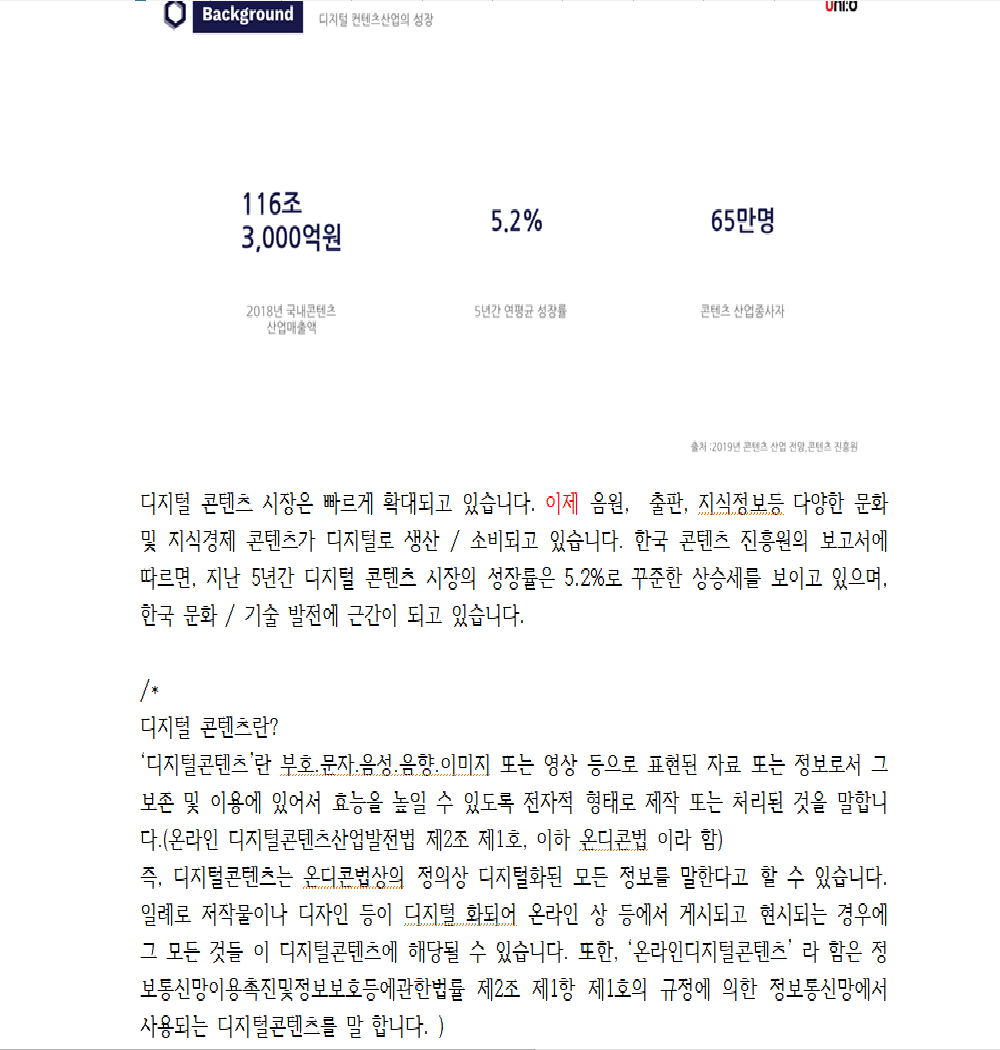 Background 디지털 컨텐츠산업의 성장
116조
3,000억원
5.2%
65만명
2018년 국내콘텐츠
산업매출액
5년간 연평균 성장률
콘텐츠 산업종사자
출처 :2019년 콘텐츠 산업 전망,콘텐츠 진흥원
디지털 콘텐츠 시장은 빠르게 확대되고 있습니다. 이제 음원, 출판, 지식정보등 다양한 문화
및 지식경제 콘텐츠가 디지털로 생산 / 소비되고 있습니다. 한국 콘텐츠 진흥원의 보고서에
따르면, 지난 5년간 디지털 콘텐츠 시장의 성장률은 5.2%로 꾸준한 상승세를 보이고 있으며,
한국 문화 / 기술 발전에 근간이 되고 있습니다.
/*
디지털 콘텐츠란?
‘디지털콘텐츠’란 부호.문자.음성.음향.이미지 또는 영상 등으로 표현된 자료 또는 정보로서 그
보존 및 이용에 있어서 효능을 높일 수 있도록 전자적 형태로 제작 또는 처리된 것을 말합니
다.(온라인 디지털콘텐츠산업발전법 제2조 제1호, 이하 온디콘법 이라 함)
즉, 디지털콘텐츠는 온디콘법상의 정의상 디지털화된 모든 정보를 말한다고 할 수 있습니다.
일례로 저작물이나 디자인 등이 디지털 화되어 온라인 상 등에서 게시되고 현시되는 경우에
그 모든 것들 이 디지털콘텐츠에 해당될 수 있습니다. 또한, ‘온라인디지털콘텐츠’ 라 함은 정
보통신망이용촉진및정보보호등에관한법률 제2조 제1항 제1호의 규정에 의한 정보통신망에서
사용되는 디지털콘텐츠를 말 합니다. )